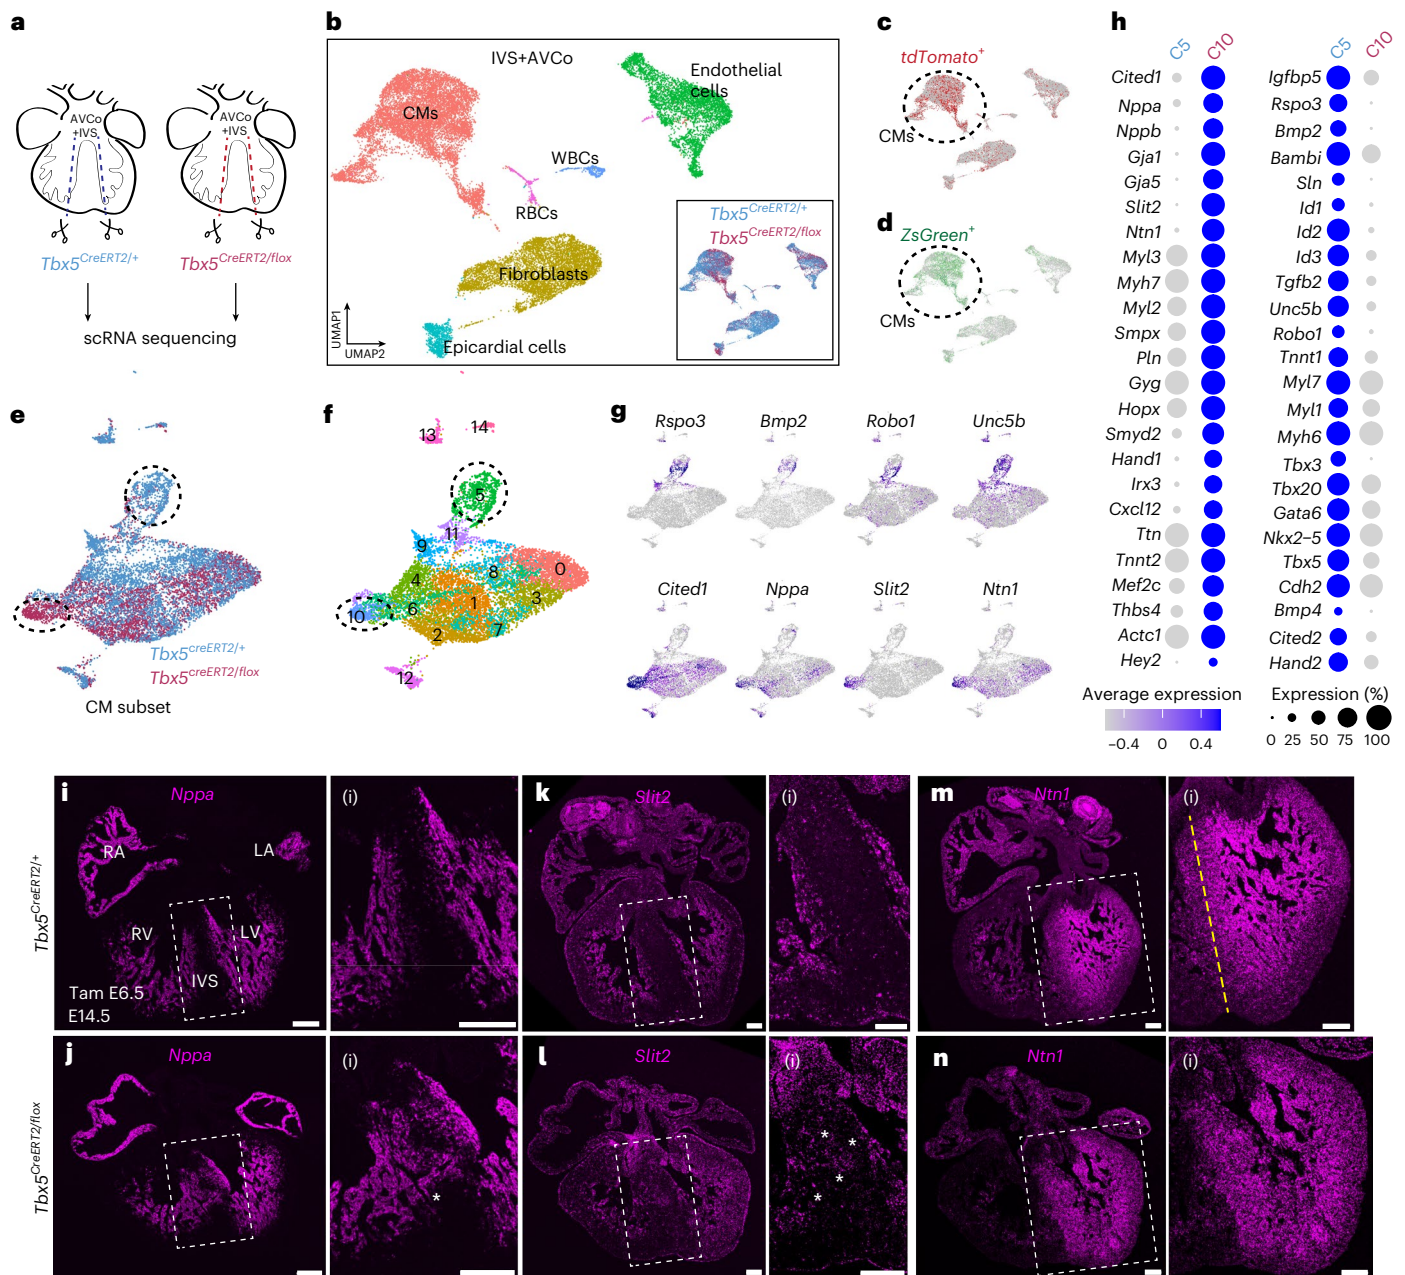 a
AVCo
+IVS
AVCo
+IVS
Tbx5CreERT2/+
Tbx5CreERT2/flox
scRNA sequencing
b
IVS+AVCo
CMs
Endothelial
cells
WBCs
RBCs
Fibroblasts
Epicardial cells
UMAP1
UMAP2
Tbx5CreERT2/+
Tbx5CreERT2/flox
c
tdTomato+
CMs
d
ZsGreen+
CMs
e
Tbx5creERT2/+
Tbx5creERT2/flox
CM subset
f
13
14
5
11
9
8
0
4
1
3
6
10
2
7
12
g
Rspo3
Bmp2
Robo1
Unc5b
Cited1
Nppa
Slit2
Ntn1
h
C5
C10
Cited1
Nppa
Nppb
Gja1
Gja5
Slit2
Ntn1
Myl3
Myh7
Myl2
Smpx
Pln
Gyg
Hopx
Smyd2
Hand1
Irx3
Cxcl12
Ttn
Tnnt2
Mef2c
Thbs4
Actc1
Hey2
C5
C10
Igfbp5
Rspo3
Bmp2
Bambi
Sln
Id1
Id2
Id3
Tgfb2
Unc5b
Robo1
Tnnt1
Myl7
Myl1
Myh6
Tbx3
Tbx20
Gata6
Nkx2–5
Tbx5
Cdh2
Bmp4
Cited2
Hand2
Average expression
–0.4 0 0.4
Expression (%)
0 25 50 75 100
Tbx5CreERT2/+
i
Nppa
RA
LA
RV
LV
IVS
Tam E6.5
E14.5
(i)
k
Slit2
(i)
m
Ntn1
(i)
Tbx5CreERT2/flox
j
Nppa
(i)
*
l
Slit2
(i)
* * * *
n
Ntn1
(i)